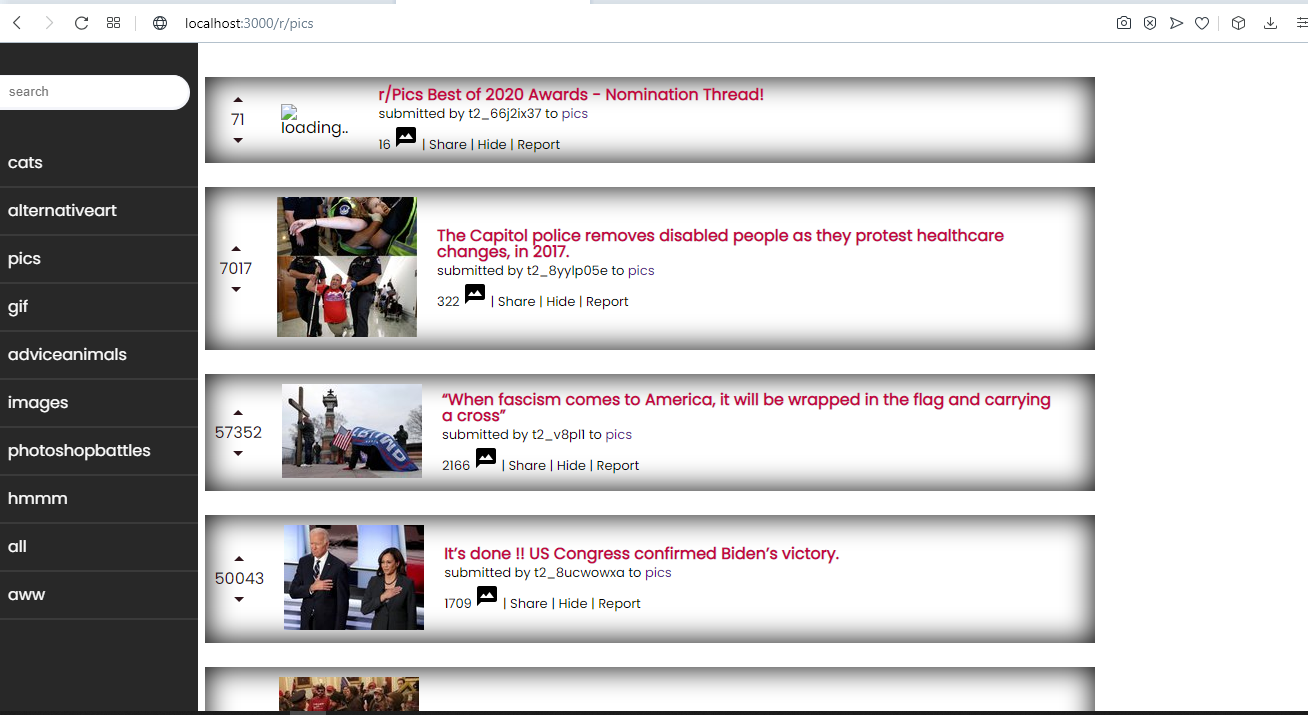 localhost:3000/r/pics
search
cats
alternativeart
pics
gif
adviceanimals
images
photoshopbattles
hmmm
all
aww
71
loading..
r/Pics Best of 2020 Awards - Nomination Thread!
submitted by t2_66j2ix37 to pics
16 | Share | Hide | Report
7017
The Capitol police removes disabled people as they protest healthcare
changes, in 2017.
submitted by t2_8yylp05e to pics
322 | Share | Hide | Report
57352
“When fascism comes to America, it will be wrapped in the flag and carrying
a cross”
submitted by t2_v8pl1 to pics
2166 | Share | Hide | Report
50043
It’s done !! US Congress confirmed Biden’s victory.
submitted by t2_8ucwowxa to pics
1709 | Share | Hide | Report